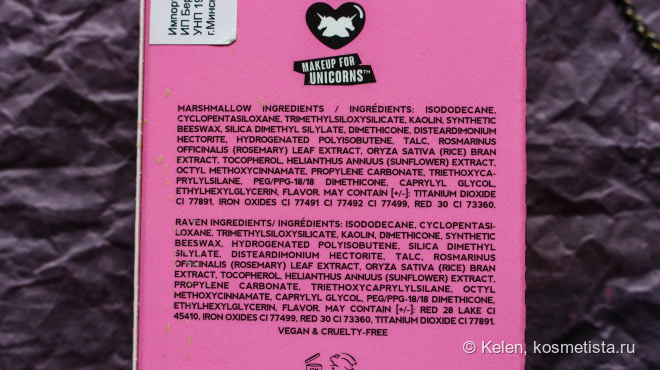 Импор
ИП Бер
УНП 19
г.Минск
MAKEUP FOR
UNICORNS™
MARSHMALLOW INGREDIENTS / INGRÉDIENTS: ISODODECANE,
CYCLOPENTASILOXANE, TRIMETHYLSILOXYSILICATE, KAOLIN, SYNTHETIC
BEESWAX, SILICA DIMETHYL SILYLATE, DIMETHICONE, DISTEARDIMONIUM
HECTORITE, HYDROGENATED POLYISOBUTENE, TALC, ROSMARINUS
OFFICINALIS (ROSEMARY) LEAF EXTRACT, ORYZA SATIVA (RICE) BRAN
EXTRACT, TOCOPHEROL, HELIANTHUS ANNUUS (SUNFLOWER) EXTRACT,
OCTYL METHOXYCINNAMATE, PROPYLENE CARBONATE, TRIETHOXYCA-
PRYLYLSILANE, PEG/PPG-18/18 DIMETHICONE, CAPRYLYL GLYCOL,
ETHYLHEXYLGLYCERIN, FLAVOR. MAY CONTAIN [+/-]: TITANIUM DIOXIDE
CI 77891, IRON OXIDES CI 77491 CI 77492 CI 77499, RED 30 CI 73360.
RAVEN INGREDIENTS/ INGRÉDIENTS: ISODODECANE, CYCLOPENTASI-
LOXANE, TRIMETHYLSILOXYSILICATE, KAOLIN, DIMETHICONE, SYNTHETIC
BEESWAX, HYDROGENATED POLYISOBUTENE, SILICA DIMETHYL
SILYLATE, DISTEARDIMONIUM HECTORITE, TALC, ROSMARINUS
OFFICINALIS (ROSEMARY) LEAF EXTRACT, ORYZA SATIVA (RICE) BRAN
EXTRACT, TOCOPHEROL, HELIANTHUS ANNUUS (SUNFLOWER) EXTRACT,
PROPYLENE CARBONATE, TRIETHOXYCAPRYLYLSILANE, OCTYL
METHOXYCINNAMATE, CAPRYLYL GLYCOL, PEG/PPG-18/18 DIMETHICONE,
ETHYLHEXYLGLYCERIN, FLAVOR. MAY CONTAIN [+/-]: RED 28 LAKE CI
45410, IRON OXIDES CI 77499, RED 30 CI 73360, TITANIUM DIOXIDE CI 77891.
VEGAN & CRUELTY-FREE
© Kelen, kosmetista.ru